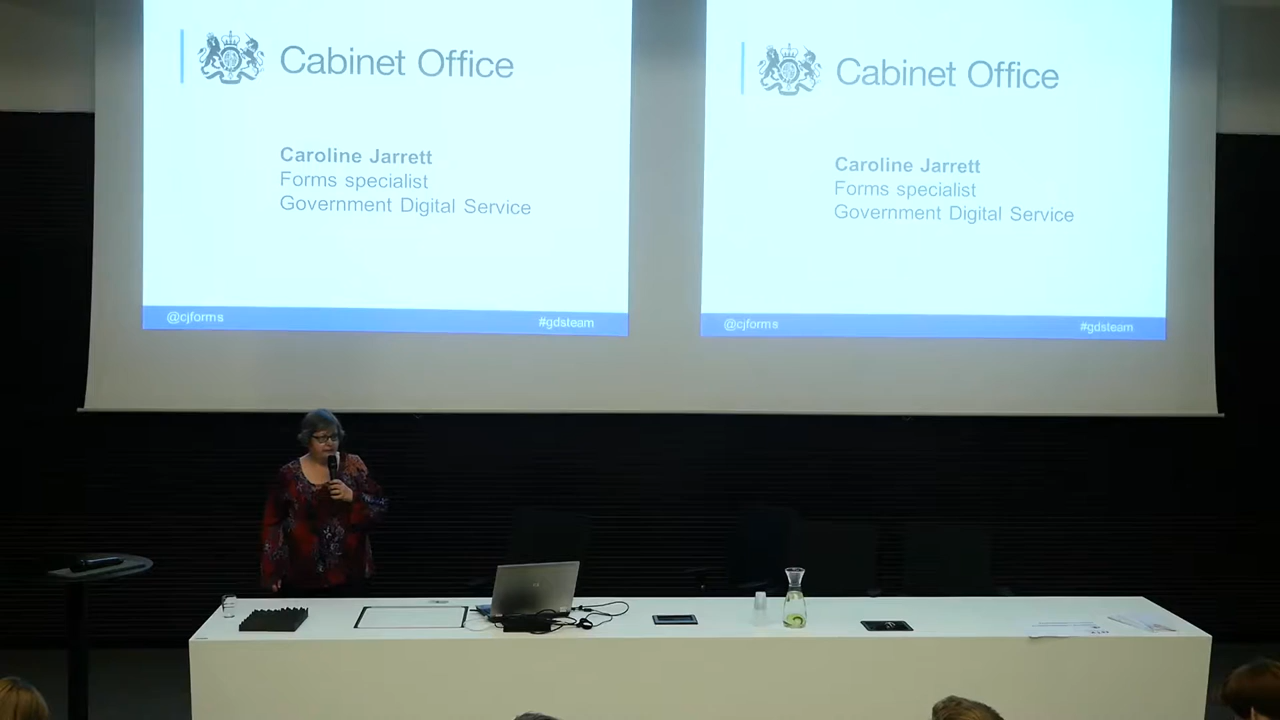 Cabinet Office
Caroline Jarrett
Forms specialist
Government Digital Service
@cjforms
#gdsteam
Cabinet Office
Caroline Jarrett
Forms specialist
Government Digital Service
@cjforms
#gdsteam